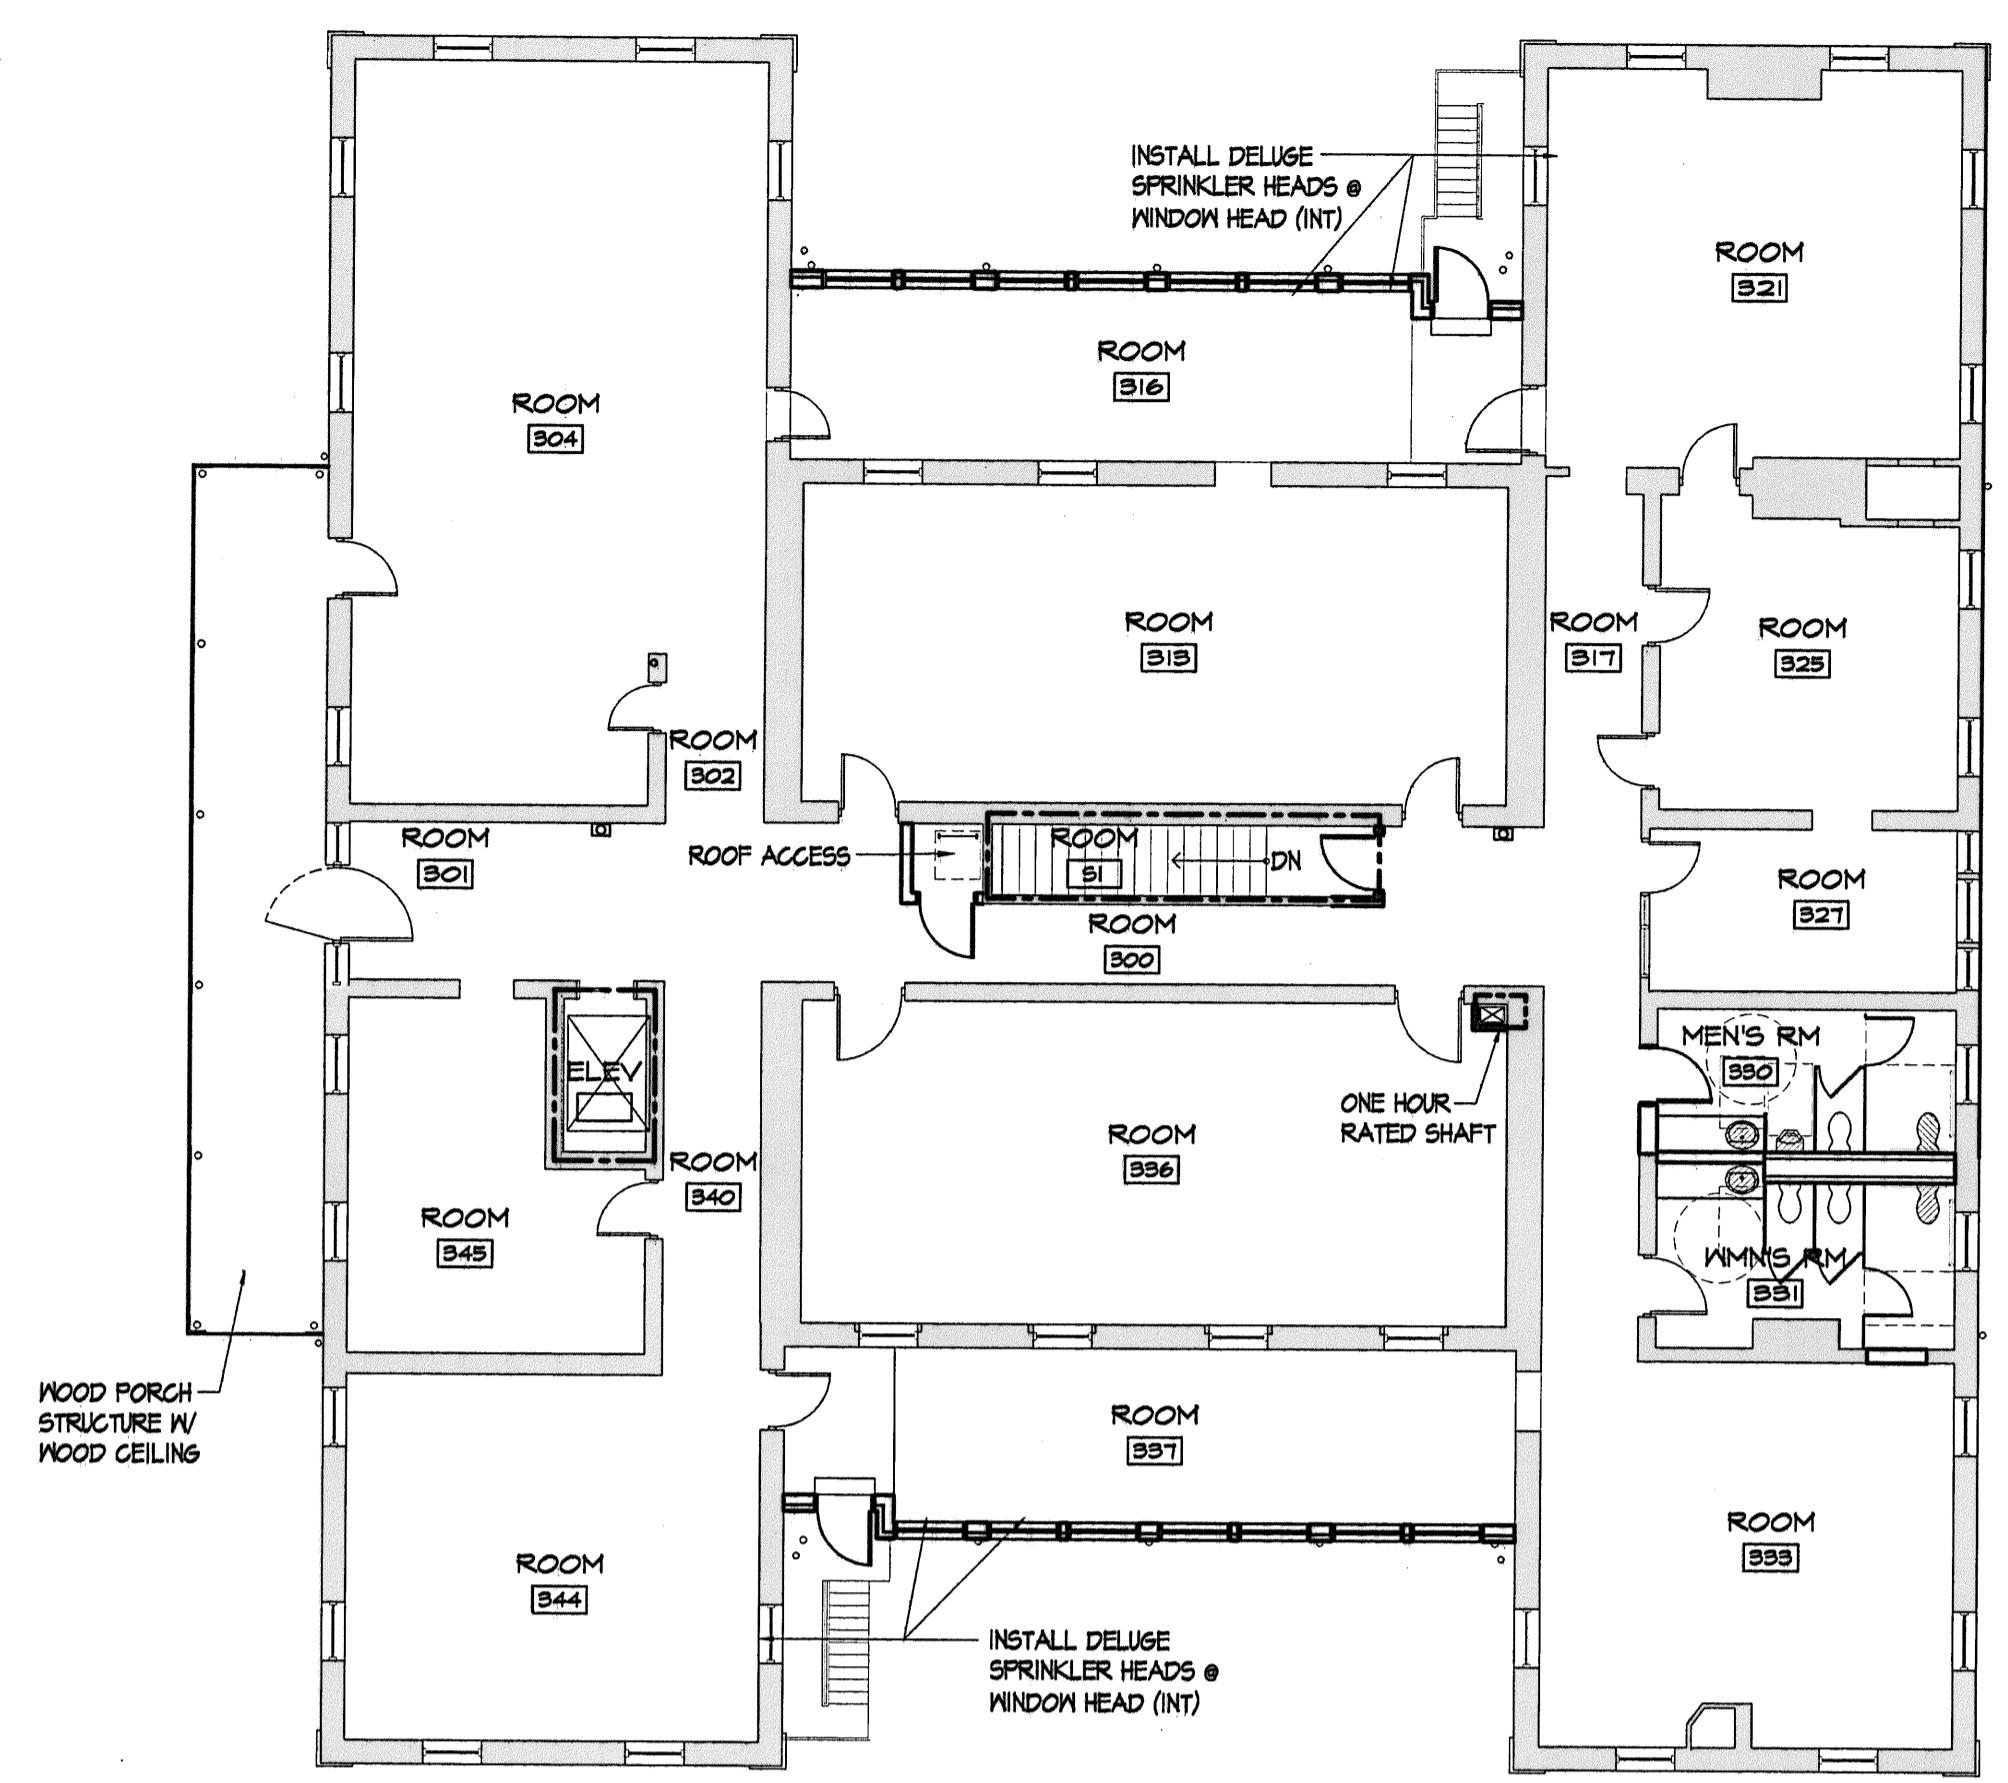 INSTALL DELUGE
SPRINKLER HEADS @
WINDOW HEAD (INT)
ROOM
321
ROOM
316
ROOM
304
ROOM
313
ROOM
317
ROOM
325
ROOM
302
ROOM
301
ROOF ACCESS
ROOM
S1
DN
ROOM
327
ROOM
300
MEN'S RM
330
ELEV
ONE HOUR
RATED SHAFT
ROOM
336
ROOM
340
ROOM
345
WMN'S RM
331
WOOD PORCH
STRUCTURE W/
WOOD CEILING
ROOM
337
ROOM
333
ROOM
344
INSTALL DELUGE
SPRINKLER HEADS @
WINDOW HEAD (INT)